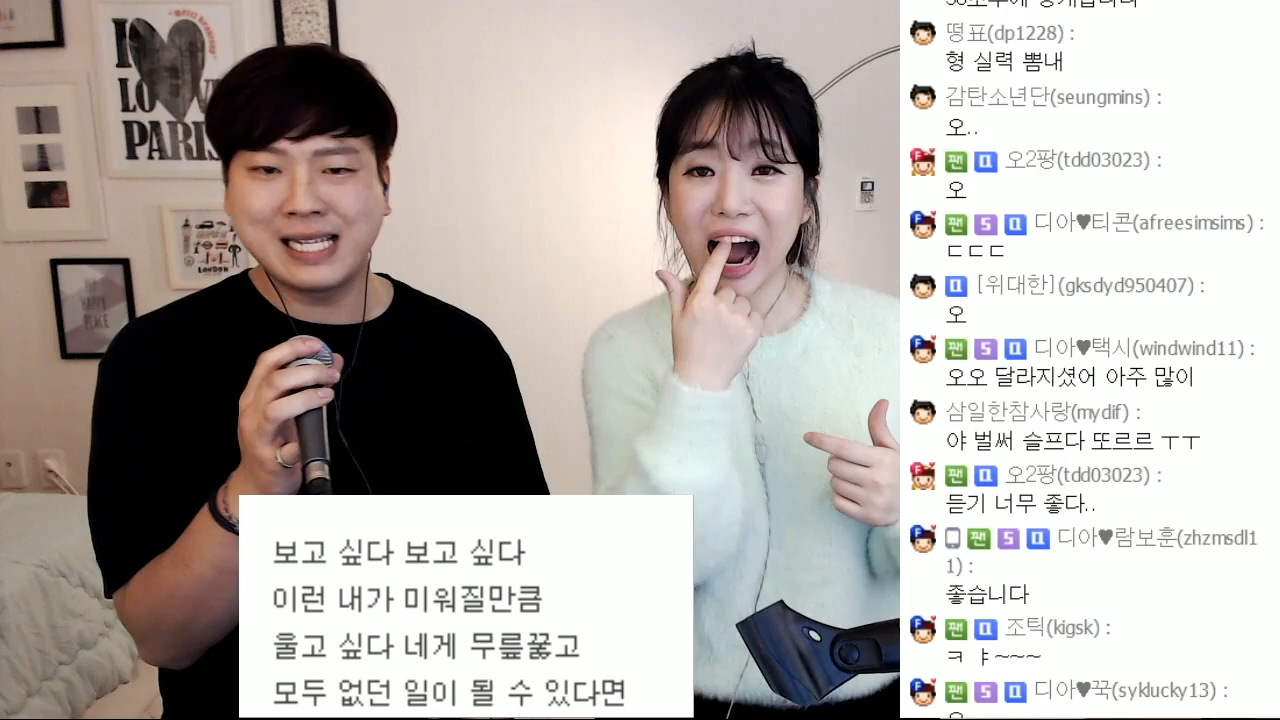 I
LOVE
PARIS
LONDON
보고 싶다 보고 싶다
이런 내가 미워질만큼
울고 싶다 네게 무릎꿇고
모두 없던 일이 될 수 있다면
떵표(dp1228) :
형 실력 뽐내
감탄소년단(seungmins) :
오..
팬 오2팡(tdd03023) :
오
팬 S 디아♥티콘(afreesimsims) :
ㄷㄷㄷ
[위대한](gksdyd950407) :
오
팬 S 디아♥택시(windwind11) :
오오 달라지셨어 아주 많이
삼일한참사랑(mydif) :
야 벌써 슬프다 또르르 ㅜㅜ
팬 오2팡(tdd03023) :
듣기 너무 좋다..
팬 S 디아♥람보훈(zhzmsdl1
1) :
좋습니다
팬 조틱(kigsk) :
ㅋ ㅑ~~~
팬 S 디아♥꾹(syklucky13) :